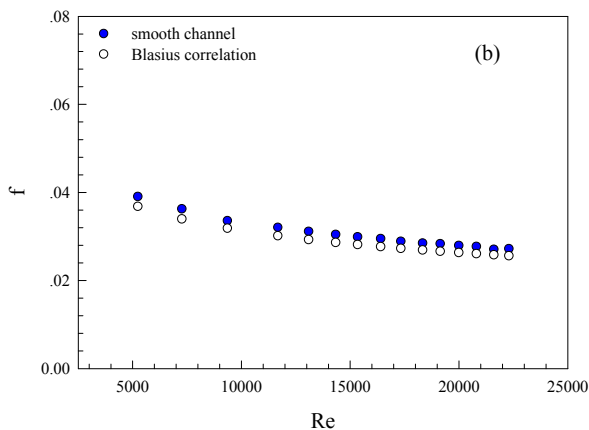 .08
smooth channel
Blasius correlation
(b)
.06
f
.04
.02
0.00
5000 10000 15000 20000 25000
Re